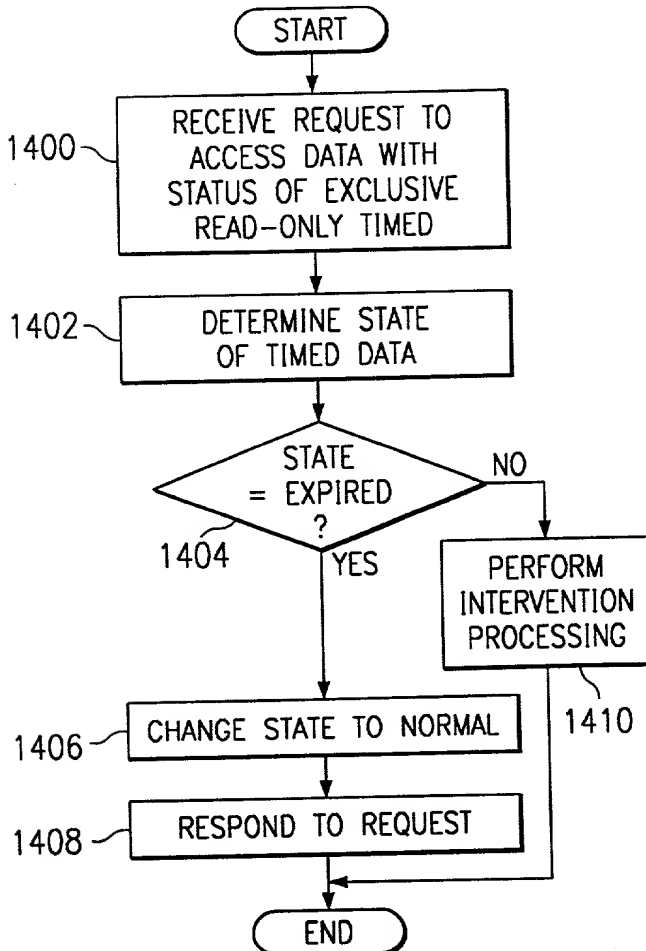 START
1400
RECEIVE REQUEST TO
ACCESS DATA WITH
STATUS OF EXCLUSIVE
READ-ONLY TIMED
1402
DETERMINE STATE
OF TIMED DATA
STATE
= EXPIRED
?
1404
NO
YES
PERFORM
INTERVENTION
PROCESSING
1410
1406
CHANGE STATE TO NORMAL
1408
RESPOND TO REQUEST
END